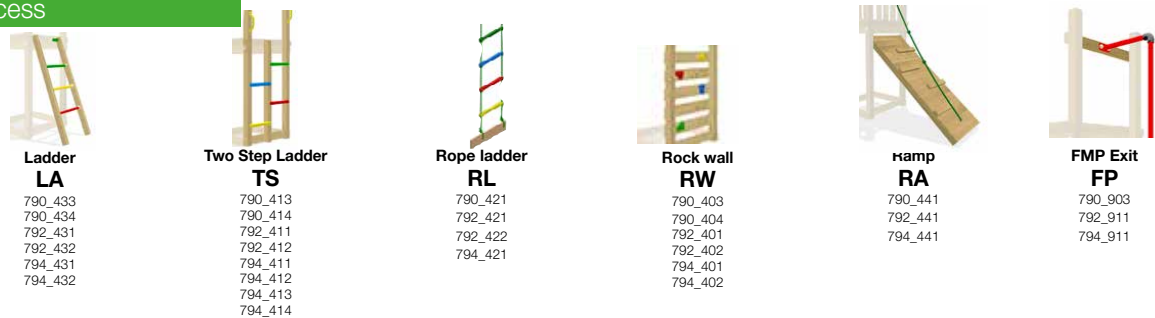 cess
Ladder
LA
790_433
790_434
792_431
792_432
794_431
794_432
Two Step Ladder
TS
790_413
790_414
792_411
792_412
794_411
794_412
794_413
794_414
Rope ladder
RL
790_421
792_421
792_422
794_421
Rock wall
RW
790_403
790_404
792_401
792_402
794_401
794_402
Ramp
RA
790_441
792_441
794_441
FMP Exit
FP
790_903
792_911
794_911